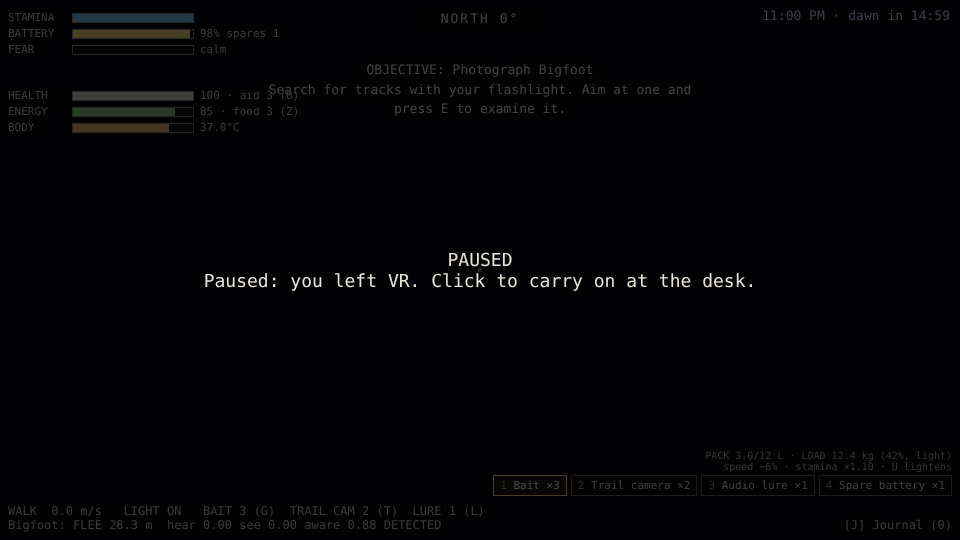 STAMINA
BATTERY 98% spares 1
FEAR calm
NORTH 0°
11:00 PM · dawn in 14:59
OBJECTIVE: Photograph Bigfoot
Search for tracks with your flashlight. Aim at one and
press E to examine it.
HEALTH 100 · aid 3 (B)
ENERGY 85 · food 3 (Z)
BODY 37.0°C
PAUSED
Paused: you left VR. Click to carry on at the desk.
PACK 3.0/12 L · LOAD 12.4 kg (42%, light)
speed −6% · stamina ×1.10 · U lightens
1 Bait ×3 2 Trail camera ×2 3 Audio lure ×1 4 Spare battery ×1
WALK 0.0 m/s LIGHT ON BAIT 3 (G) TRAIL CAM 2 (T) LURE 1 (L)
Bigfoot: FLEE 28.3 m hear 0.00 see 0.00 aware 0.88 DETECTED
[J] Journal (0)